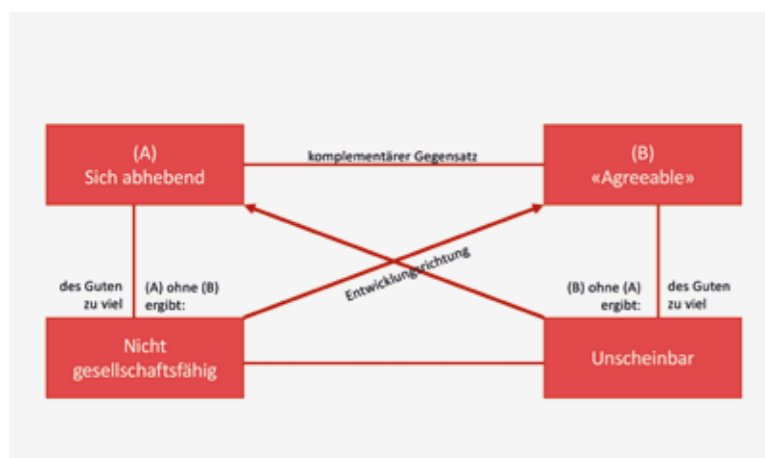 (A)
Sich abhebend
komplementärer Gegensatz
(B)
«Agreeable»
Entwicklungsrichtung
des Guten
zu viel
(A) ohne (B)
ergibt:
(B) ohne (A)
ergibt:
des Guten
zu viel
Nicht
gesellschaftsfähig
Unscheinbar